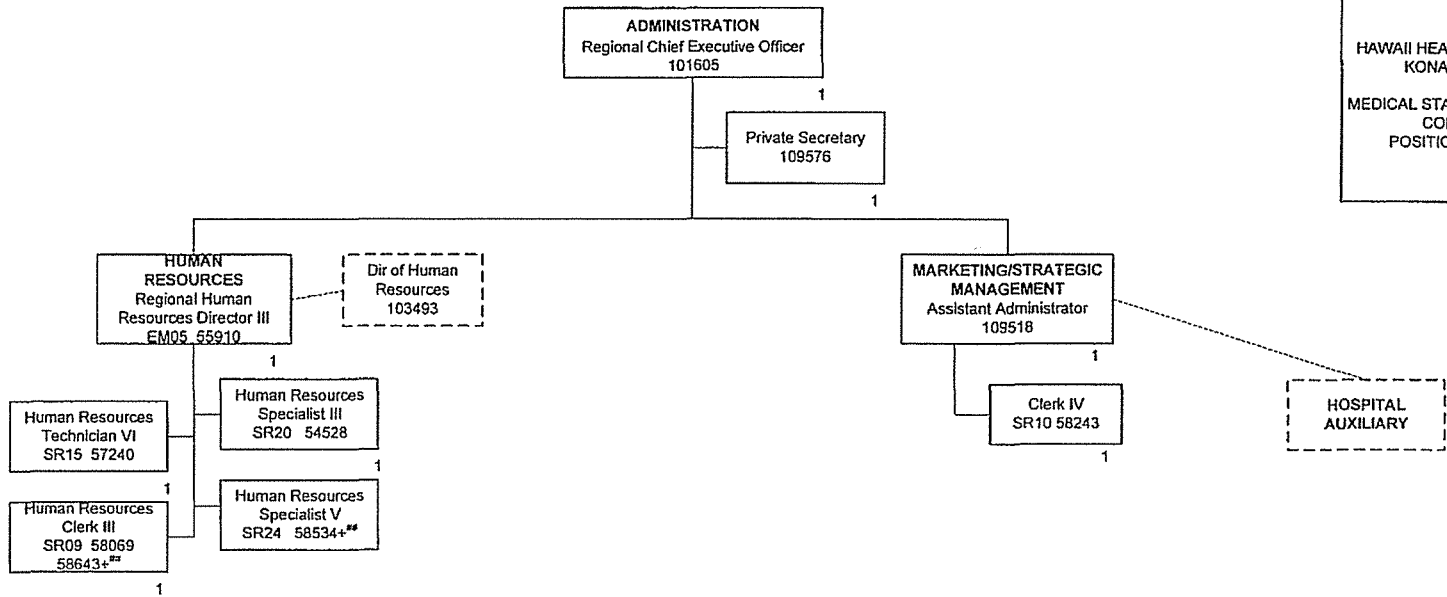 ADMINISTRATION
Regional Chief Executive Officer
101605
1
HAWAII HEA
KONA
MEDICAL STA
CO
POSITIO
Private Secretary
109576
1
HUMAN
RESOURCES
Regional Human
Resources Director III
EM05 55910
1
Dir of Human
Resources
103493
MARKETING/STRATEGIC
MANAGEMENT
Assistant Administrator
109518
1
Human Resources
Technician VI
SR15 57240
1
Human Resources
Specialist III
SR20 54528
1
Clerk IV
SR10 58243
1
HOSPITAL
AUXILIARY
Human Resources
Clerk III
SR09 58069
58643+##
1
Human Resources
Specialist V
SR24 58534+##